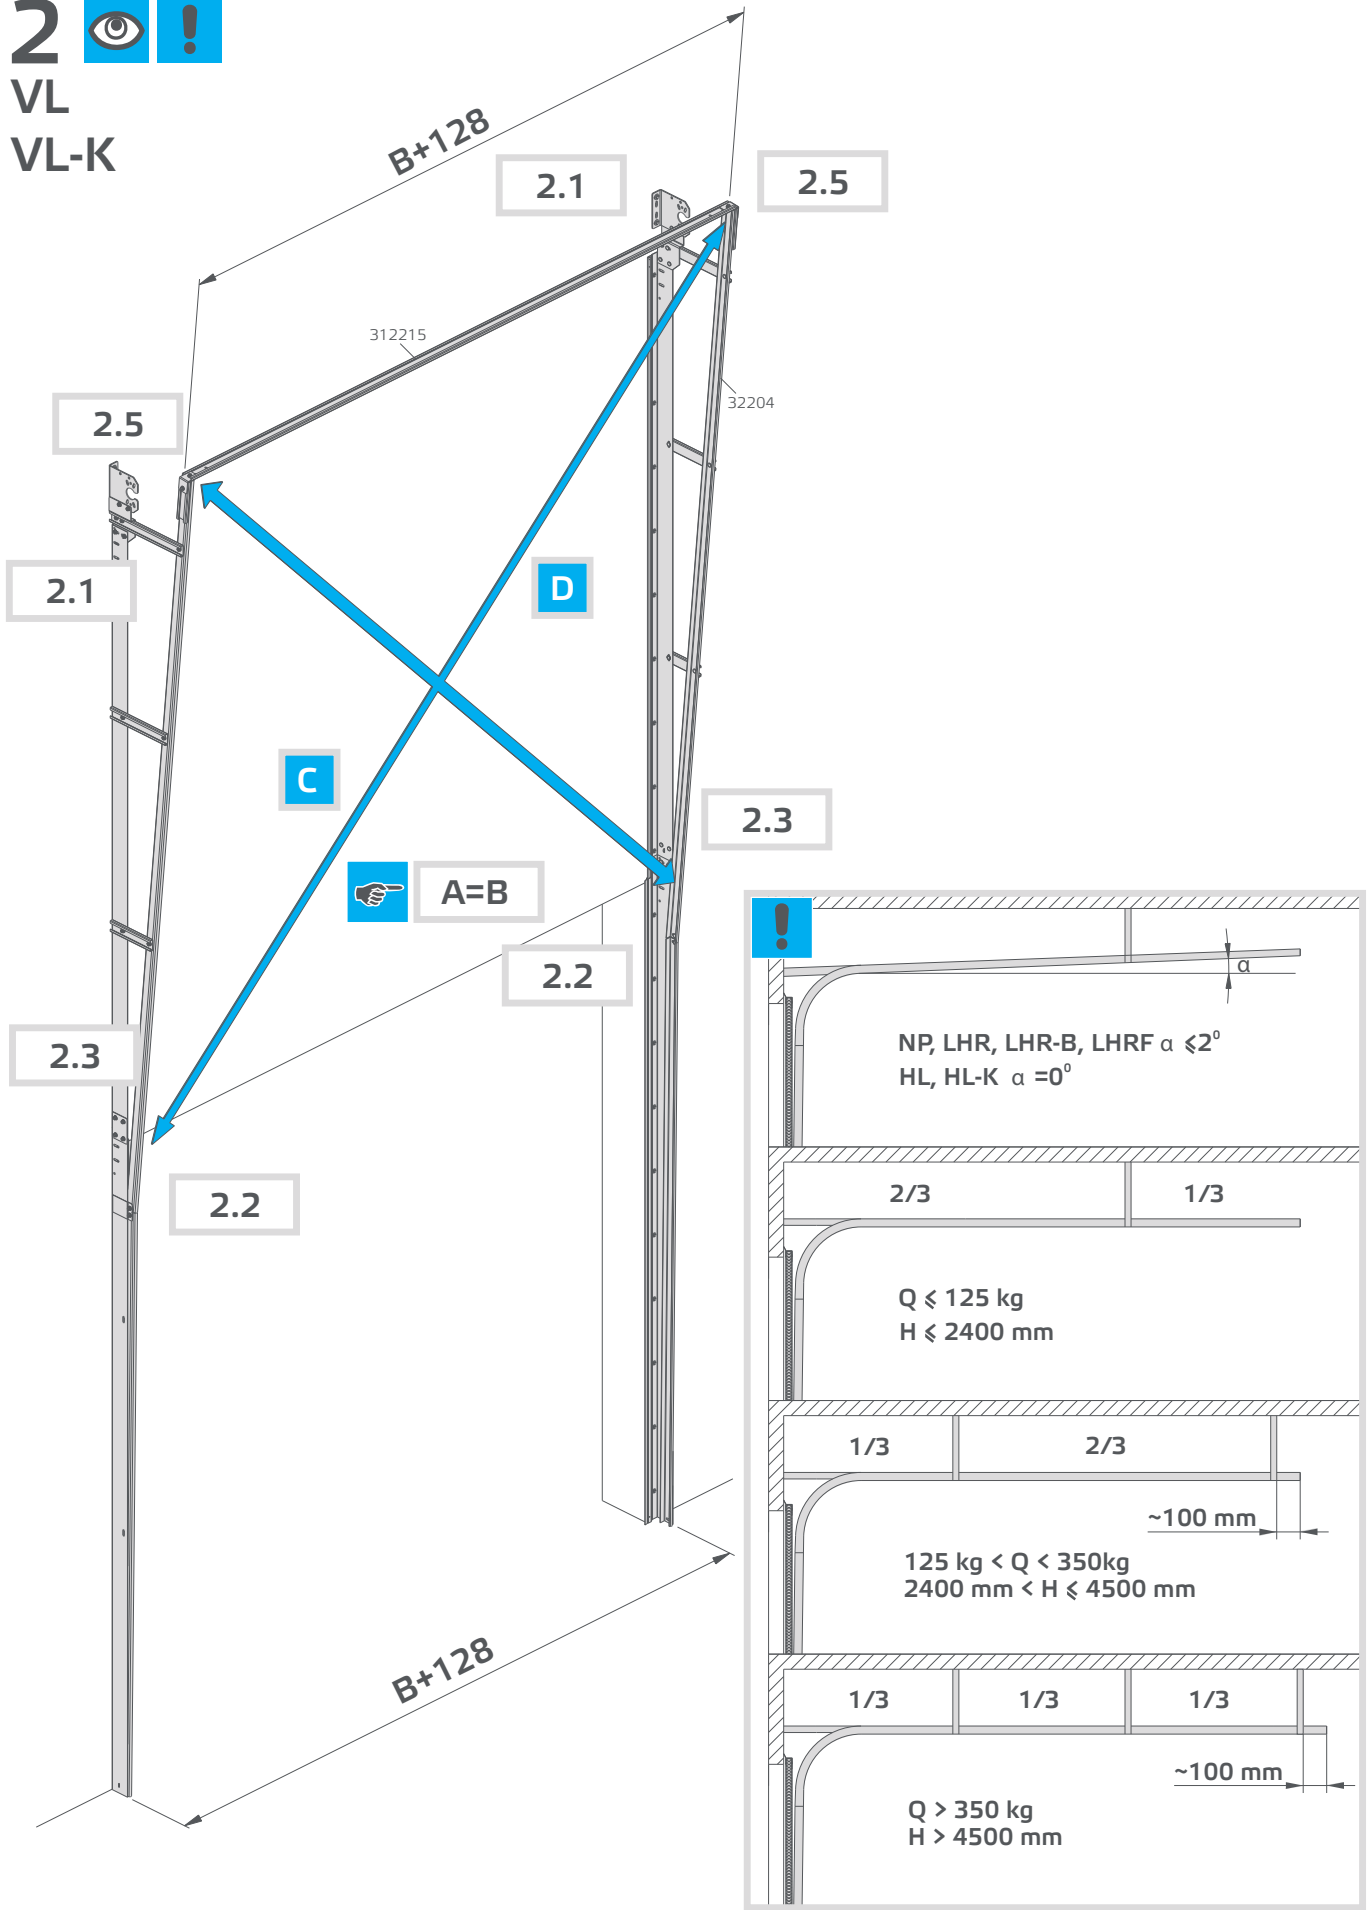 2
VL
VL-K
B+128
2.1
2.5
312215
32204
2.5
2.1
D
C
2.3
A=B
2.2
2.3
2.2
B+128
α
NP, LHR, LHR-B, LHRF α ⩽2⁰
HL, HL-K α =0⁰
2/3 1/3
Q ⩽ 125 kg
H ⩽ 2400 mm
1/3 2/3
~100 mm
125 kg < Q < 350kg
2400 mm < H ⩽ 4500 mm
1/3 1/3 1/3
~100 mm
Q > 350 kg
H > 4500 mm